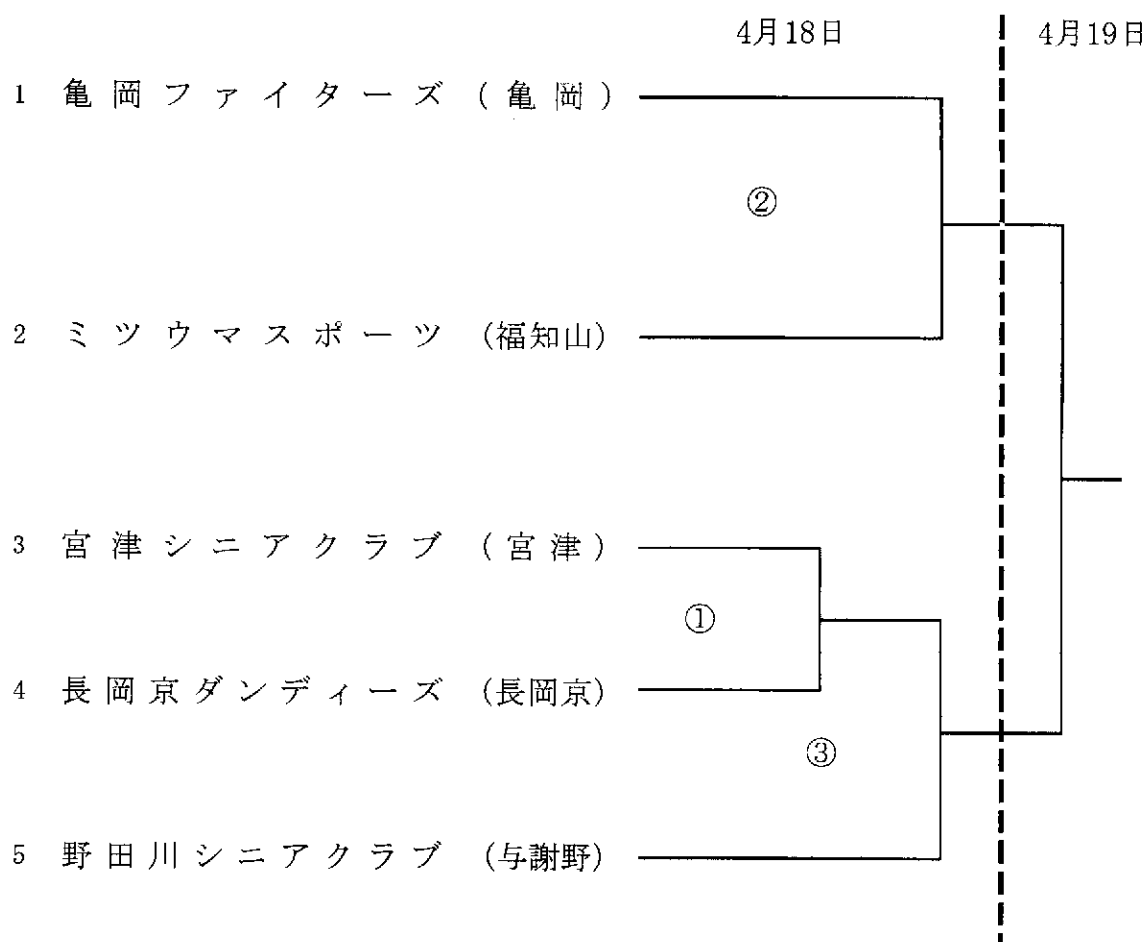 4月18日 4月19日
1 亀岡ファイターズ (亀岡)
②
2 ミツウマスポーツ (福知山)
3 宮津シニアクラブ (宮津)
①
4 長岡京ダンディーズ (長岡京)
③
5 野田川シニアクラブ (与謝野)